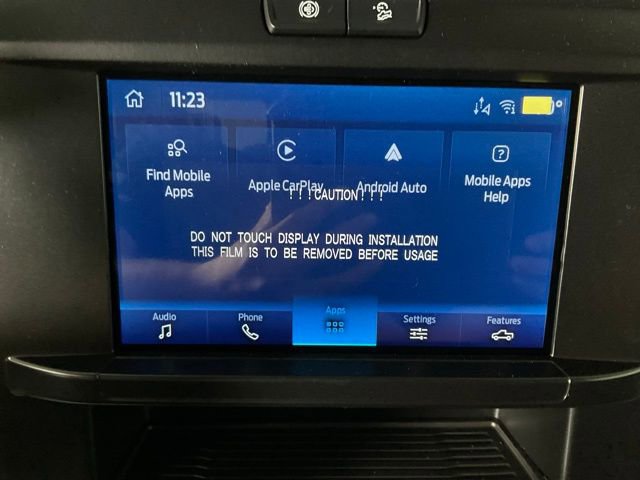 11:23
Find Mobile
Apps
Apple CarPlay
Android Auto
Mobile Apps
Help
!!!CAUTION!!!
DO NOT TOUCH DISPLAY DURING INSTALLATION
THIS FILM IS TO BE REMOVED BEFORE USAGE
Audio
Phone
Apps
Settings
Features